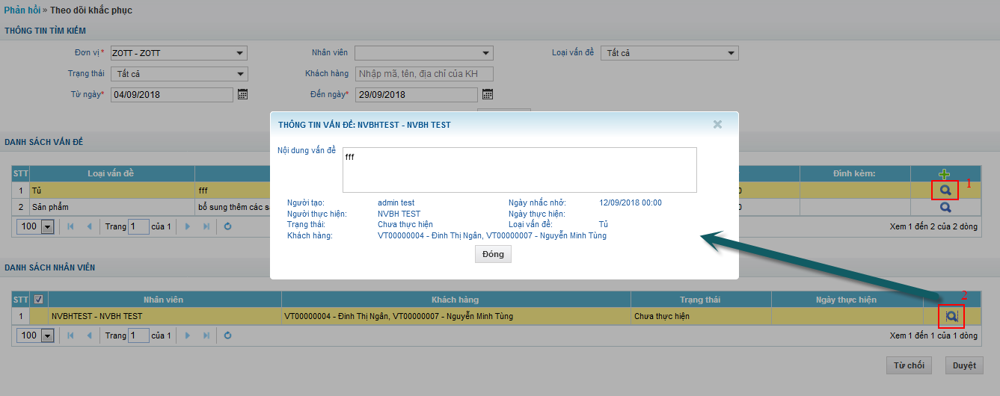 Phản hồi » Theo dõi khắc phục
THÔNG TIN TÌM KIẾM
Đơn vị * ZOTT - ZOTT Nhân viên Loại vấn đề Tất cả
Trạng thái Tất cả Khách hàng Nhập mã, tên, địa chỉ của KH
Từ ngày* 04/09/2018 Đến ngày* 29/09/2018
THÔNG TIN VẤN ĐỀ: NVBHTEST - NVBH TEST
Nội dung vấn đề fff
Người tạo: admin test Ngày nhắc nhở: 12/09/2018 00:00
Người thực hiện: NVBH TEST Ngày thực hiện:
Trạng thái: Chưa thực hiện Loại vấn đề: Tủ
Khách hàng: VT00000004 - Đinh Thị Ngân, VT00000007 - Nguyễn Minh Tùng
Đóng
DANH SÁCH VẤN ĐỀ
STT Loại vấn đề Đính kèm:
1 Tủ fff 0 1
2 Sản phẩm bổ sung thêm các s 0
100 Trang 1 của 1 Xem 1 đến 2 của 2 dòng
DANH SÁCH NHÂN VIÊN
STT Nhân viên Khách hàng Trạng thái Ngày thực hiện 2
1 NVBHTEST - NVBH TEST VT00000004 - Đinh Thị Ngân, VT00000007 - Nguyễn Minh Tùng Chưa thực hiện
100 Trang 1 của 1 Xem 1 đến 1 của 1 dòng
Từ chối Duyệt